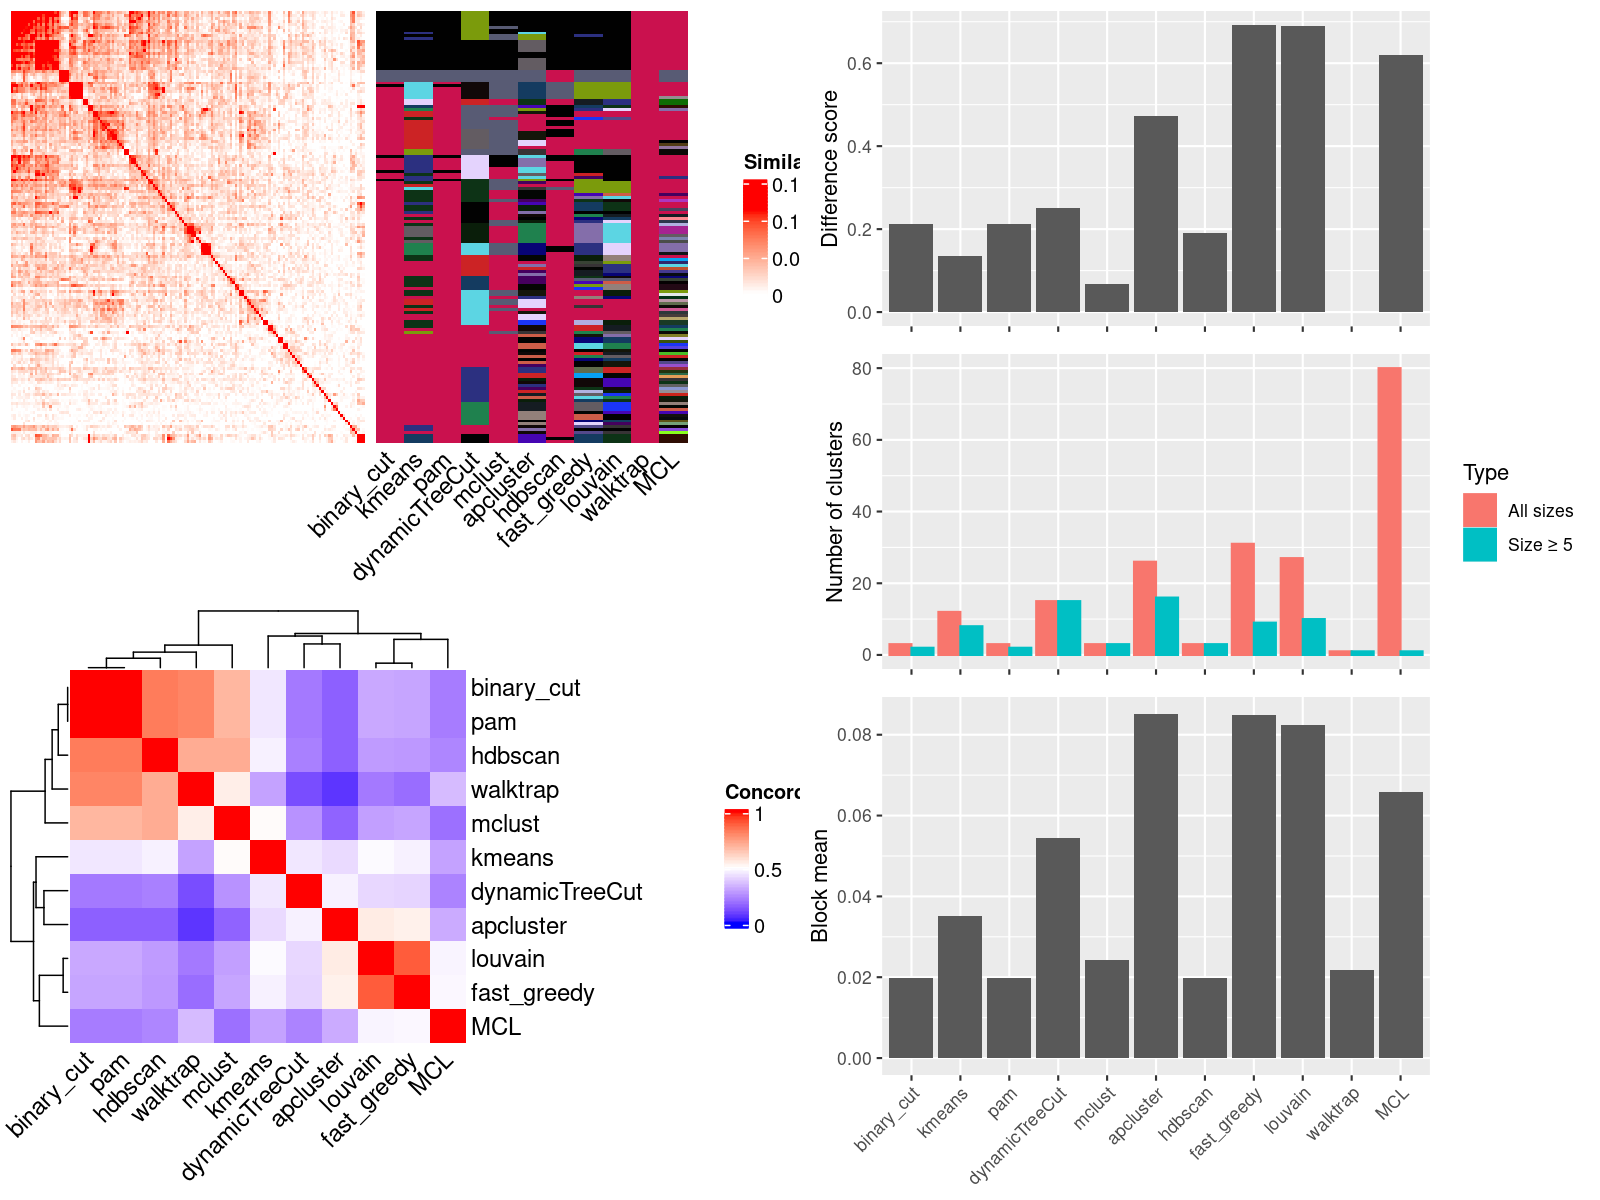 Simila
0.1
0.1
0.0
0
binary_cut
kmeans
pam
dynamicTreeCut
mclust
apcluster
hdbscan
fast_greedy
louvain
walktrap
MCL
binary_cut
pam
hdbscan
walktrap
mclust
kmeans
dynamicTreeCut
apcluster
louvain
fast_greedy
MCL
binary_cut
pam
hdbscan
walktrap
mclust
kmeans
dynamicTreeCut
apcluster
louvain
fast_greedy
MCL
Concord
1
0.5
0
Difference score
0.6
0.4
0.2
0.0
Number of clusters
80
60
40
20
0
Type
All sizes
Size ≥ 5
Block mean
0.08
0.06
0.04
0.02
0.00
binary_cut
kmeans
pam
dynamicTreeCut
mclust
apcluster
hdbscan
fast_greedy
louvain
walktrap
MCL